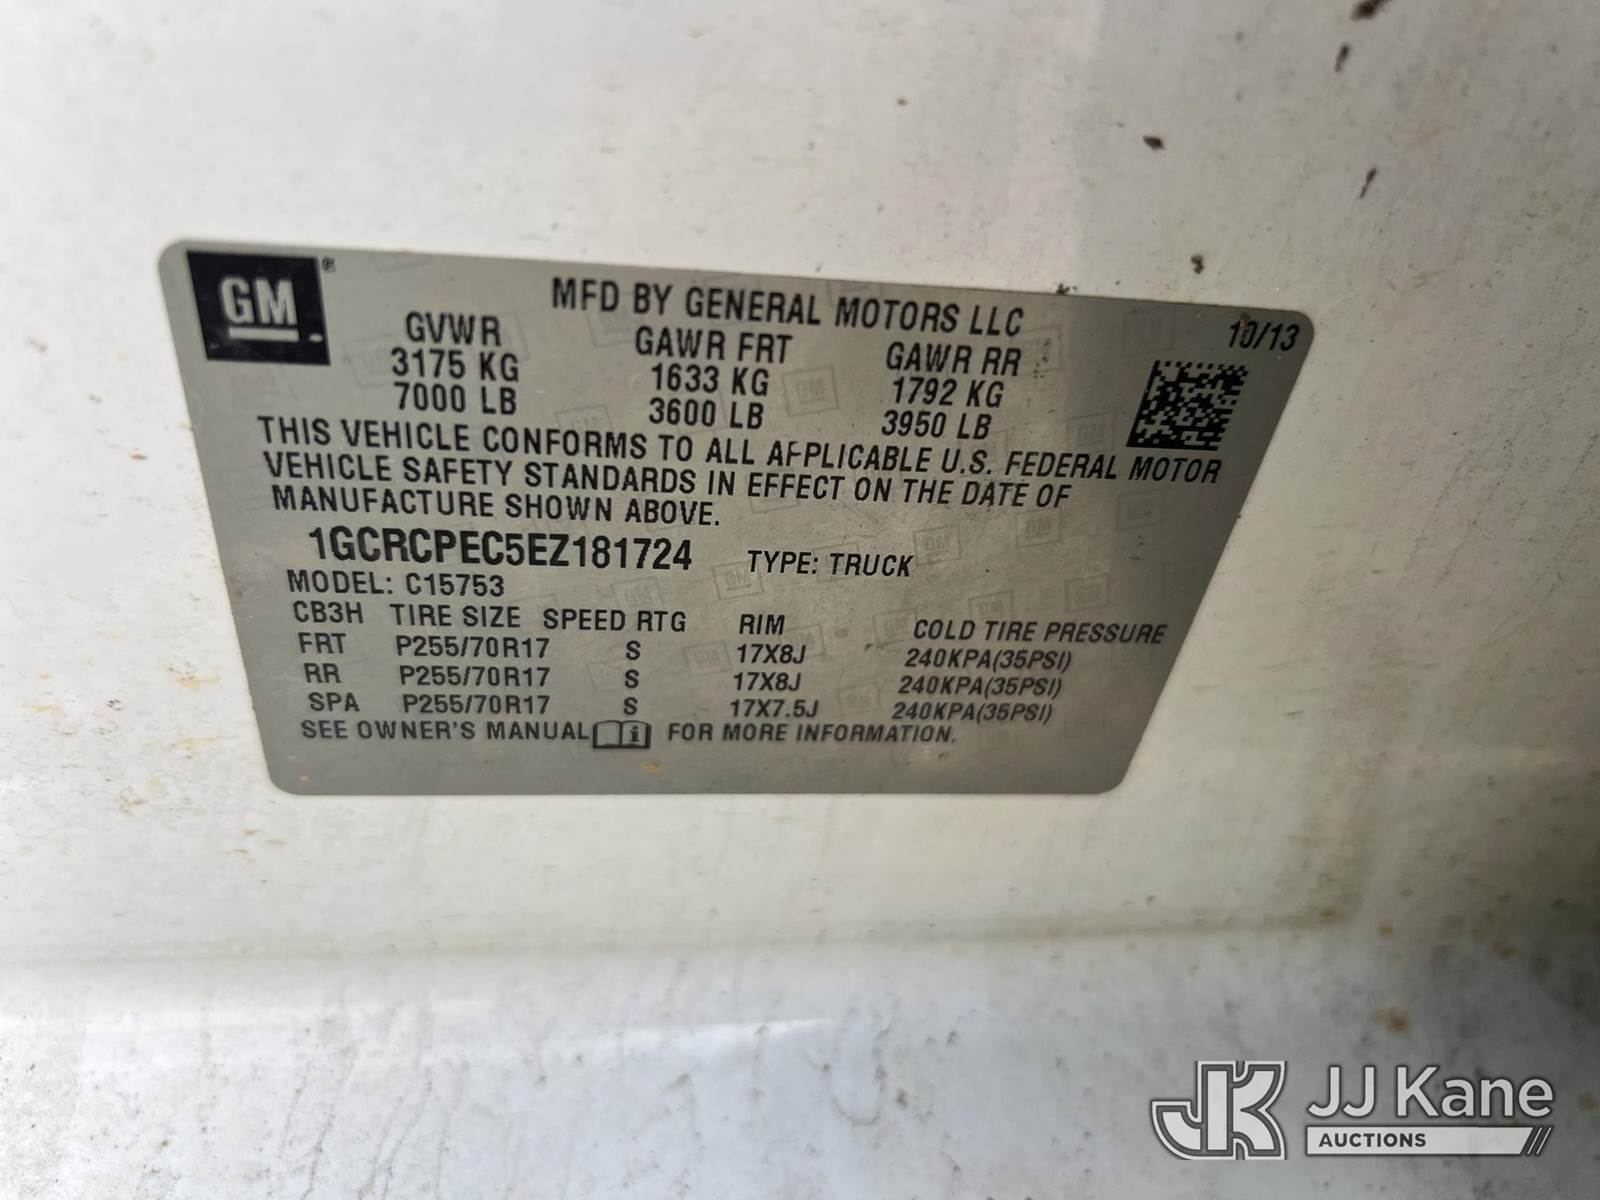 GM®
MFD BY GENERAL MOTORS LLC
10/13
GVWR GAWR FRT GAWR RR
3175 KG 1633 KG 1792 KG
7000 LB 3600 LB 3950 LB
THIS VEHICLE CONFORMS TO ALL APPLICABLE U.S. FEDERAL MOTOR
VEHICLE SAFETY STANDARDS IN EFFECT ON THE DATE OF
MANUFACTURE SHOWN ABOVE.
1GCRCPEC5EZ181724 TYPE: TRUCK
MODEL: C15753
CB3H TIRE SIZE SPEED RTG RIM COLD TIRE PRESSURE
FRT P255/70R17 S 17X8J 240KPA(35PSI)
RR P255/70R17 S 17X8J 240KPA(35PSI)
SPA P255/70R17 S 17X7.5J 240KPA(35PSI)
SEE OWNER'S MANUAL i FOR MORE INFORMATION.
JK JJ Kane
AUCTIONS